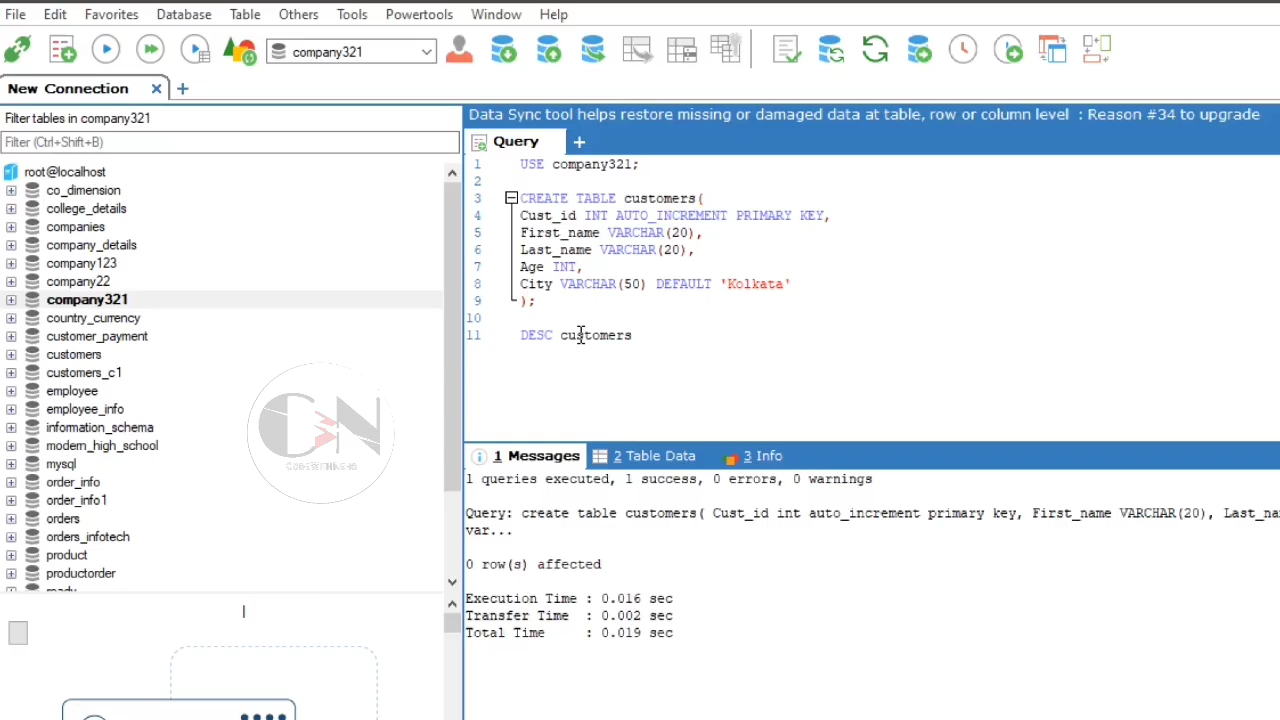 File Edit Favorites Database Table Others Tools Powertools Window Help
company321
New Connection
Filter tables in company321
Filter (Ctrl+Shift+B)
root@localhost
co_dimension
college_details
companies
company_details
company123
company22
company321
country_currency
customer_payment
customers
customers_c1
employee
employee_info
information_schema
modern_high_school
mysql
order_info
order_info1
orders
orders_infotech
product
productorder
ready
CODEWITHNEHS
Data Sync tool helps restore missing or damaged data at table, row or column level : Reason #34 to upgrade
Query
1 USE company321;
2
3 CREATE TABLE customers(
4 Cust_id INT AUTO_INCREMENT PRIMARY KEY,
5 First_name VARCHAR(20),
6 Last_name VARCHAR(20),
7 Age INT,
8 City VARCHAR(50) DEFAULT 'Kolkata'
9 );
10
11 DESC customers
1 Messages 2 Table Data 3 Info
1 queries executed, 1 success, 0 errors, 0 warnings
Query: create table customers( Cust_id int auto_increment primary key, First_name VARCHAR(20), Last_na
var...
0 row(s) affected
Execution Time : 0.016 sec
Transfer Time : 0.002 sec
Total Time : 0.019 sec